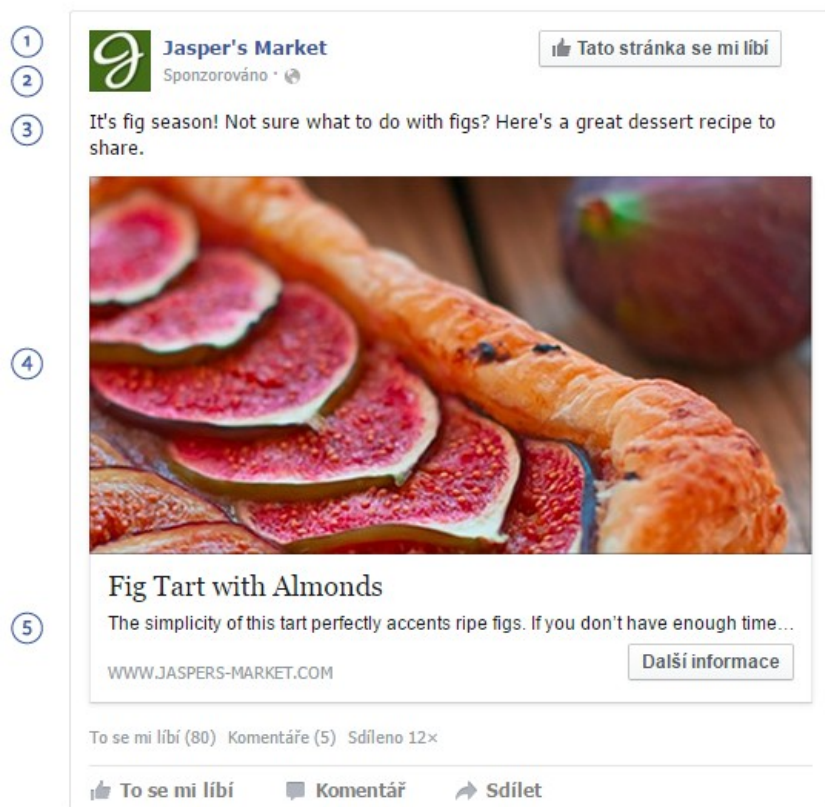 1
Jasper's Market
Tato stránka se mi líbí
2
Sponzorováno ·
3
It's fig season! Not sure what to do with figs? Here's a great dessert recipe to
share.
4
Fig Tart with Almonds
5
The simplicity of this tart perfectly accents ripe figs. If you don't have enough time...
WWW.JASPERS-MARKET.COM
Další informace
To se mi líbí (80) Komentáře (5) Sdíleno 12×
To se mi líbí Komentář Sdílet